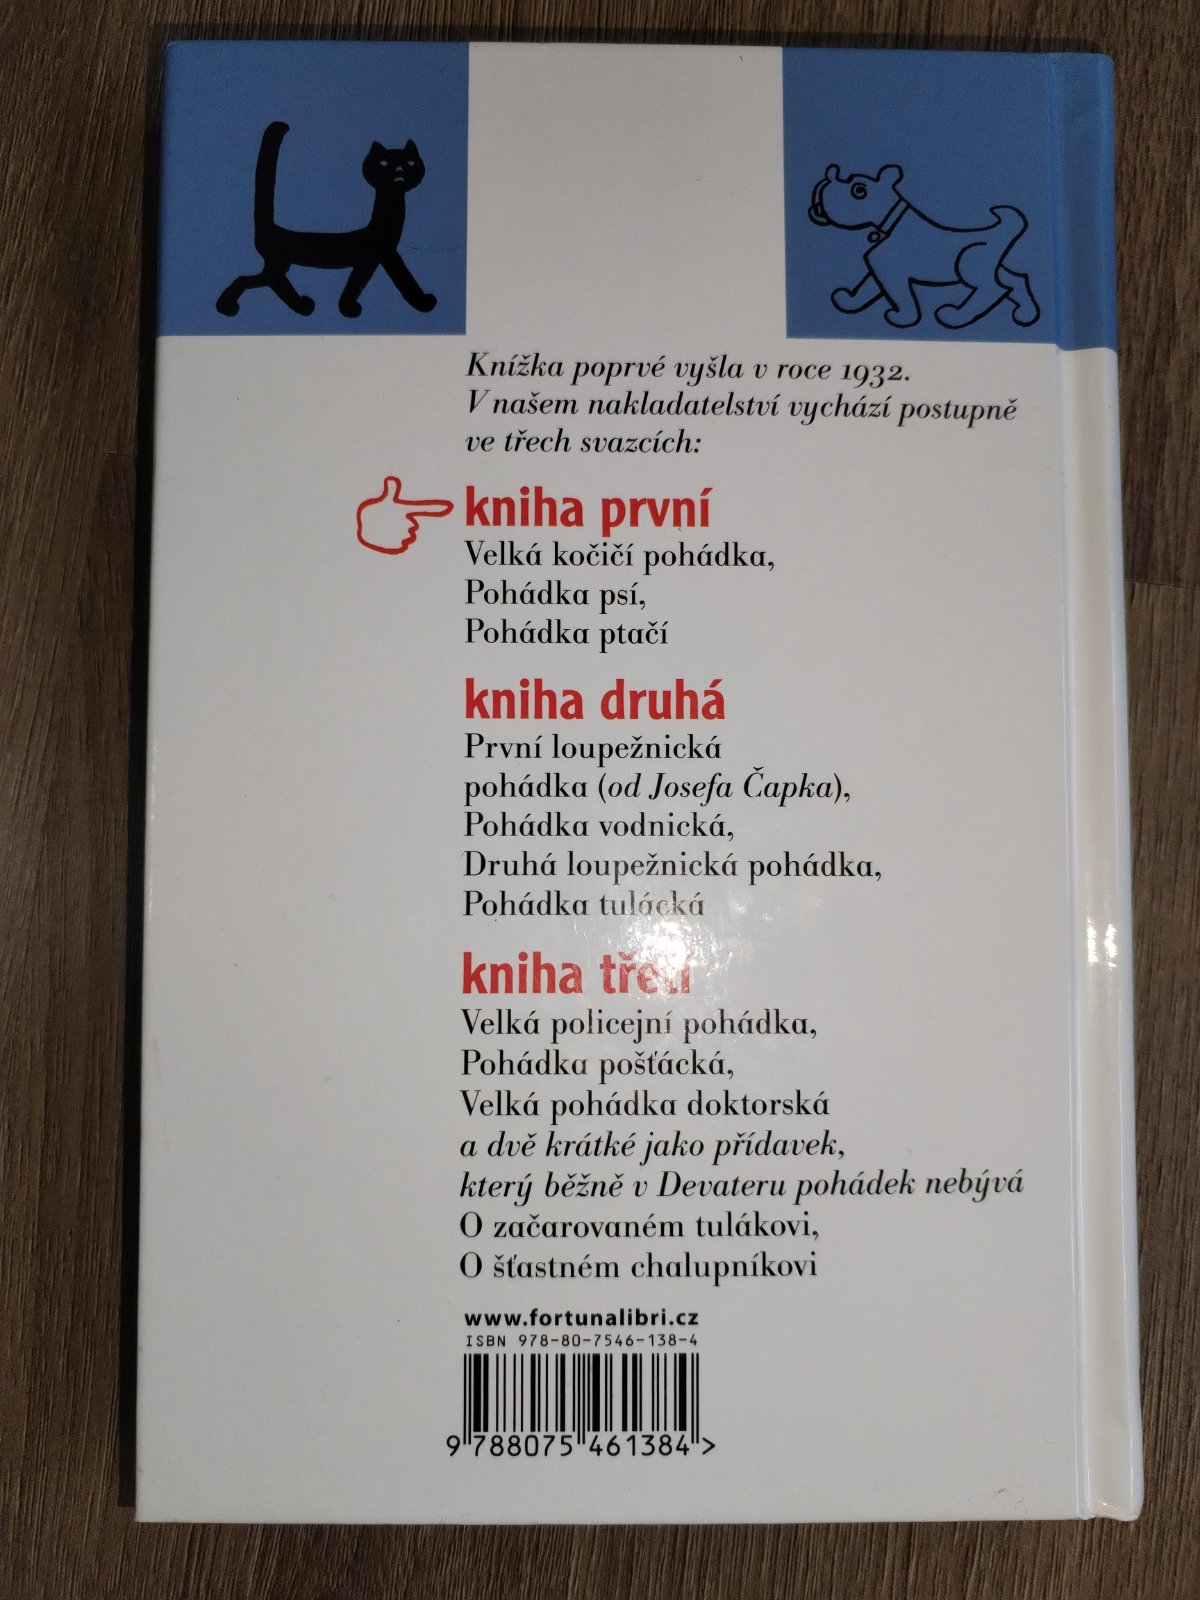 Knížka poprvé vyšla v roce 1932.
V našem nakladatelství vychází postupně
ve třech svazcích:
kniha první
Velká kočičí pohádka,
Pohádka psí,
Pohádka ptačí
kniha druhá
První loupežnická
pohádka (od Josefa Čapka),
Pohádka vodnická,
Druhá loupežnická pohádka,
Pohádka tulácká
kniha třetí
Velká policejní pohádka,
Pohádka pošťácká,
Velká pohádka doktorská
a dvě krátké jako přídavek,
který běžně v Devateru pohádek nebývá
O začarovaném tulákovi,
O šťastném chalupníkovi
www.fortunalibri.cz
ISBN 978-80-7546-138-4
9 788075 461384 >